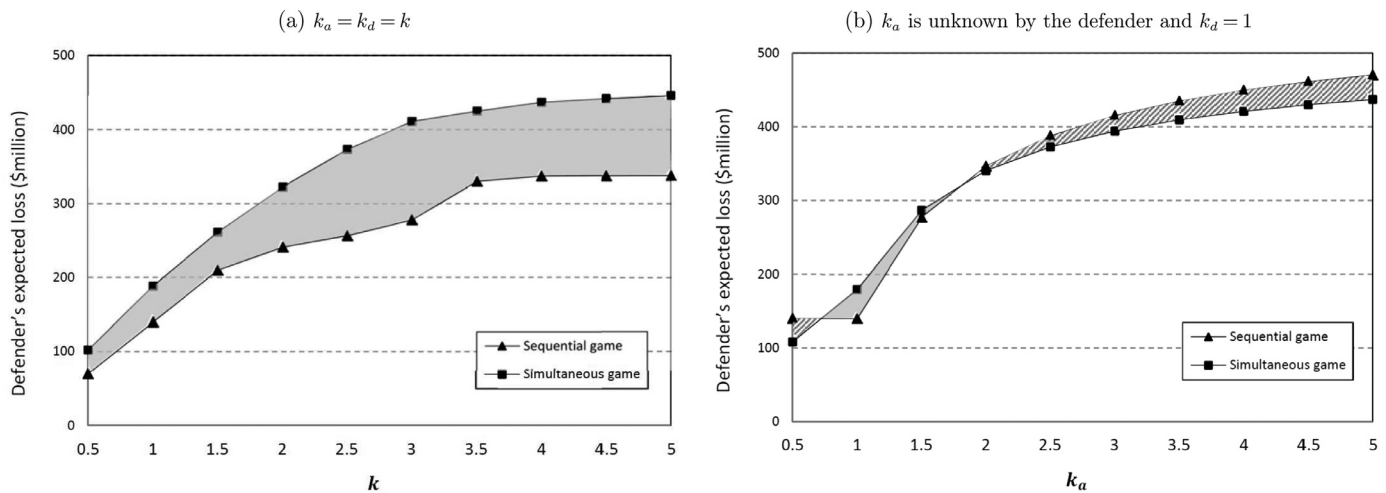 (a) kₐ = k_d = k
Defender's expected loss ($million)
500
400
300
200
100
0
0.5 1 1.5 2 2.5 3 3.5 4 4.5 5
k
Sequential game
Simultaneous game
(b) kₐ is unknown by the defender and k_d = 1
Defender's expected loss ($million)
500
400
300
200
100
0
0.5 1 1.5 2 2.5 3 3.5 4 4.5 5
kₐ
Sequential game
Simultaneous game